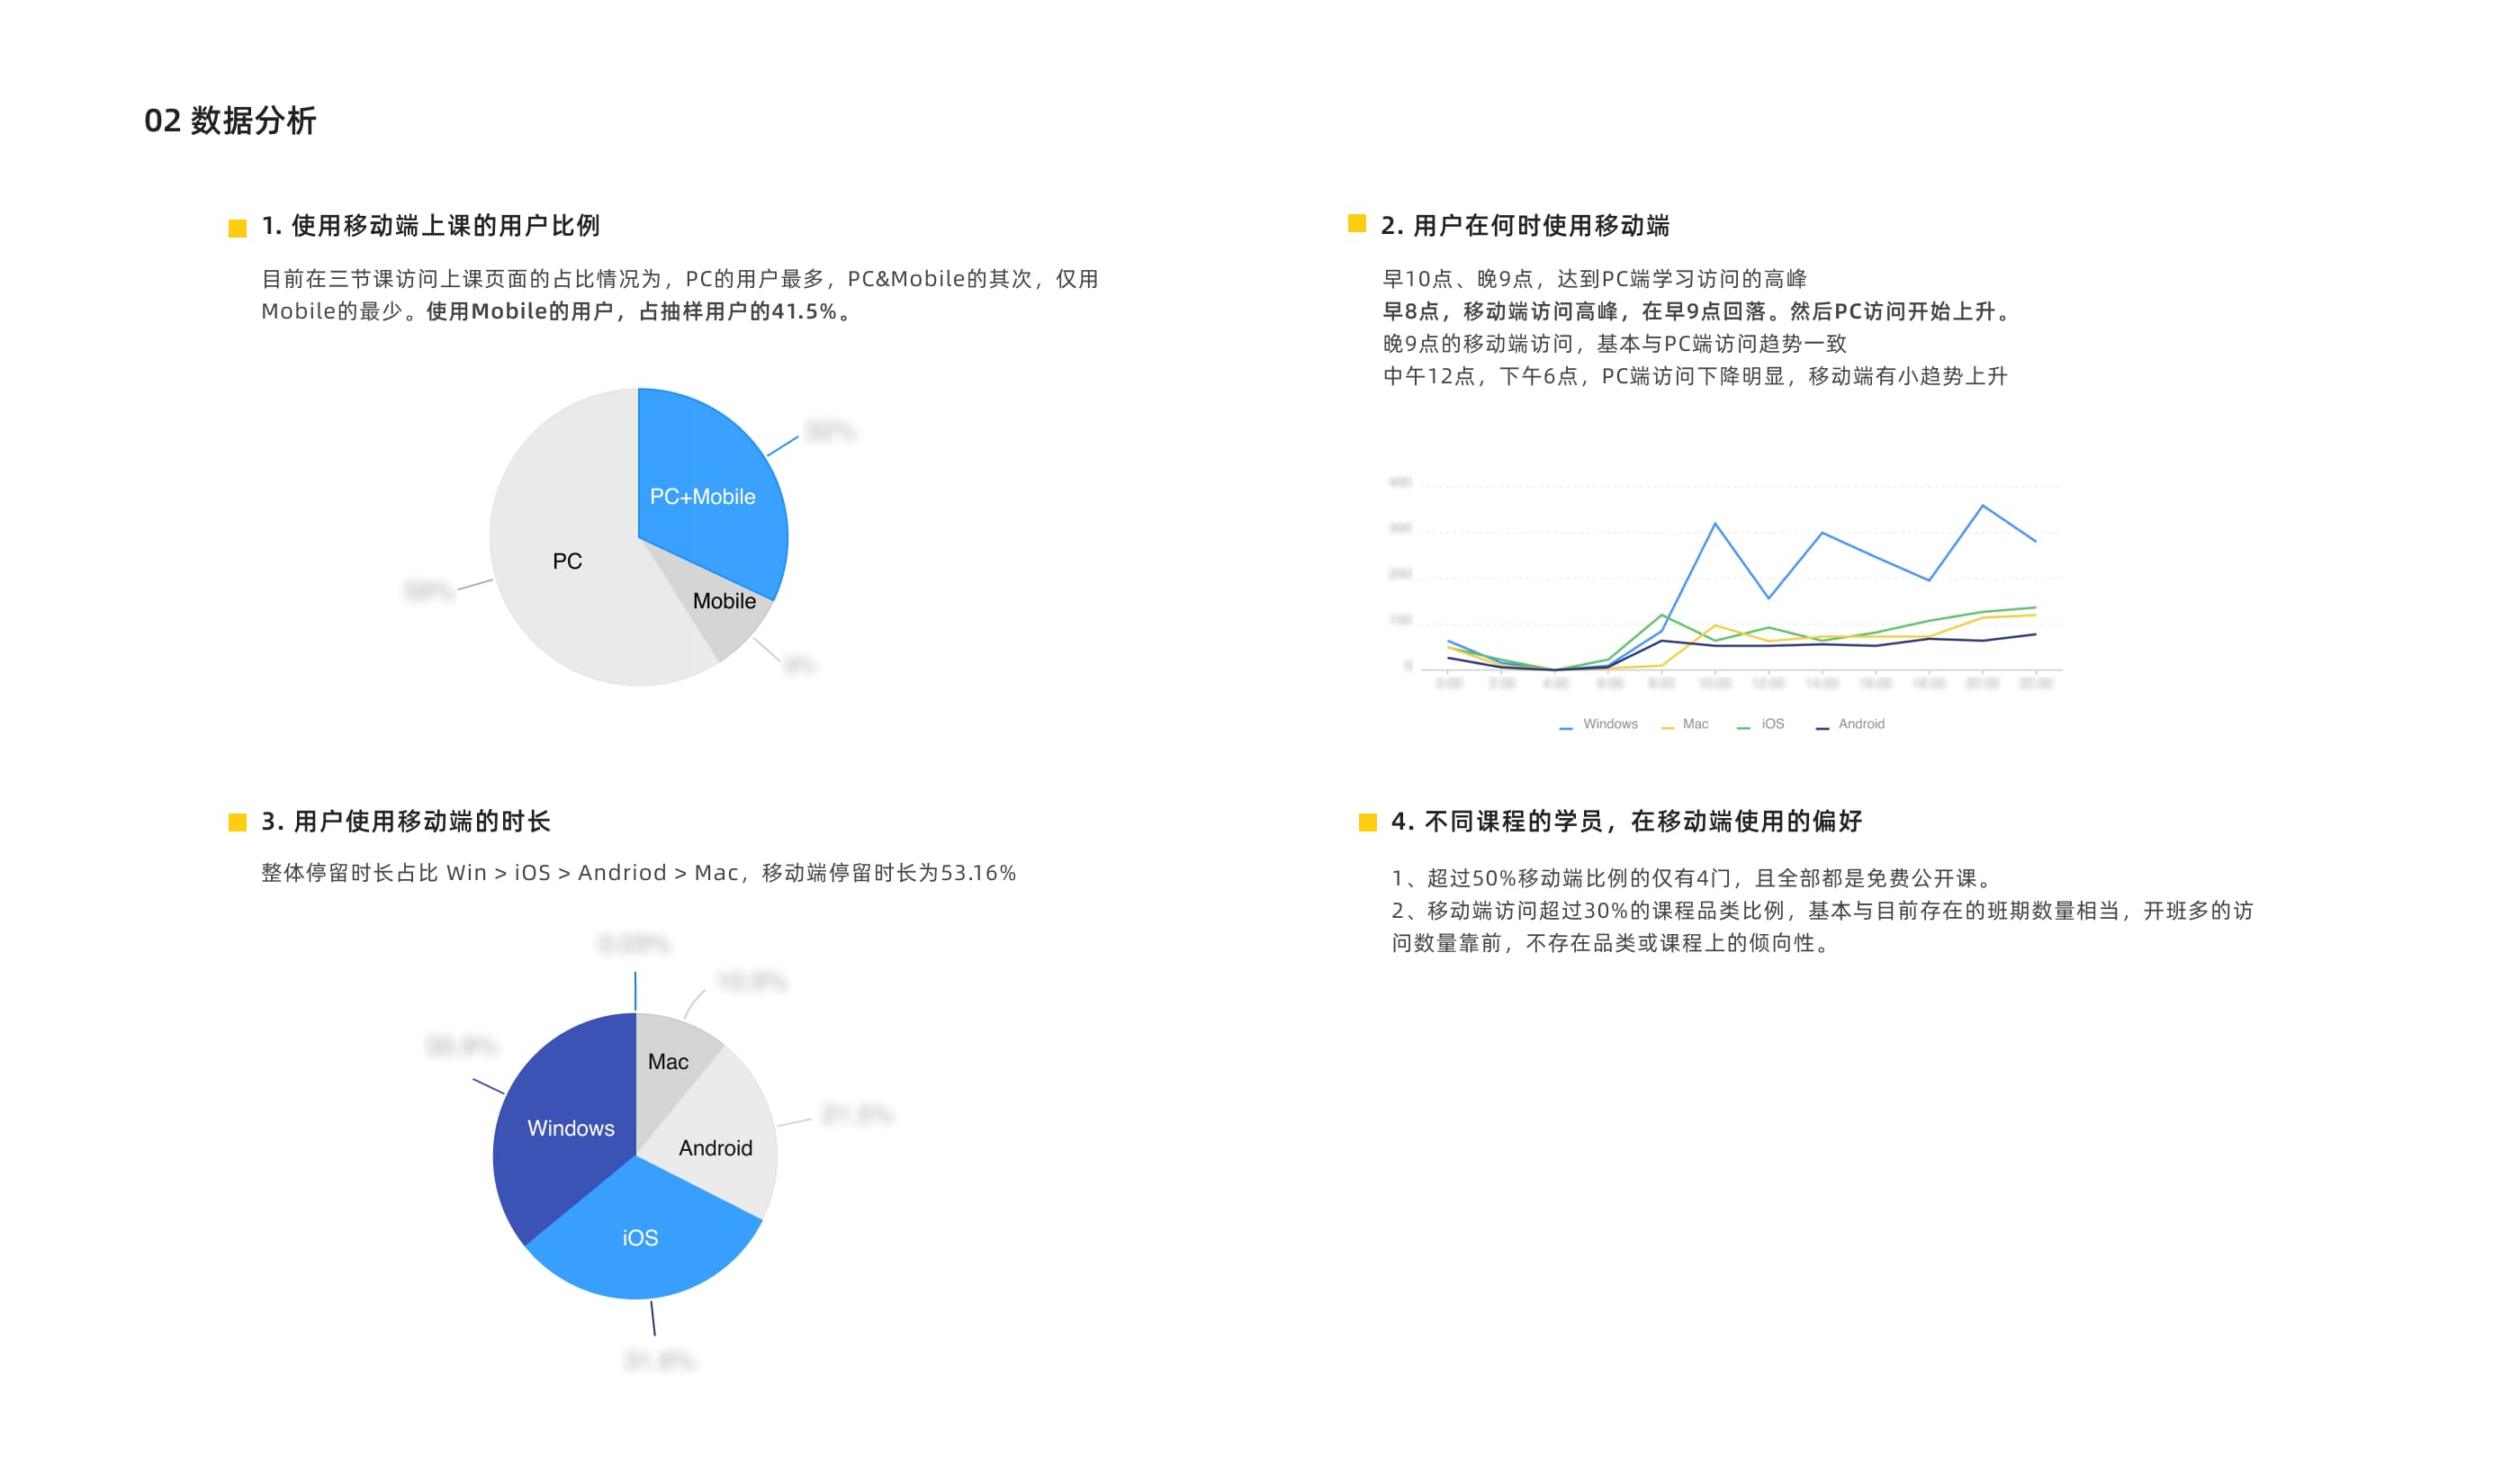 02 数据分析
1. 使用移动端上课的用户比例
目前在三节课访问上课页面的占比情况为，PC的用户最多，PC&Mobile的其次，仅用
Mobile的最少。使用Mobile的用户，占抽样用户的41.5%。
PC+Mobile
PC
Mobile
2. 用户在何时使用移动端
早10点、晚9点，达到PC端学习访问的高峰
早8点，移动端访问高峰，在早9点回落。然后PC访问开始上升。
晚9点的移动端访问，基本与PC端访问趋势一致
中午12点，下午6点，PC端访问下降明显，移动端有小趋势上升
Windows Mac iOS Android
3. 用户使用移动端的时长
整体停留时长占比 Win > iOS > Andriod > Mac，移动端停留时长为53.16%
Mac
Windows
Android
iOS
4. 不同课程的学员，在移动端使用的偏好
1、超过50%移动端比例的仅有4门，且全部都是免费公开课。
2、移动端访问超过30%的课程品类比例，基本与目前存在的班期数量相当，开班多的访
问数量靠前，不存在品类或课程上的倾向性。